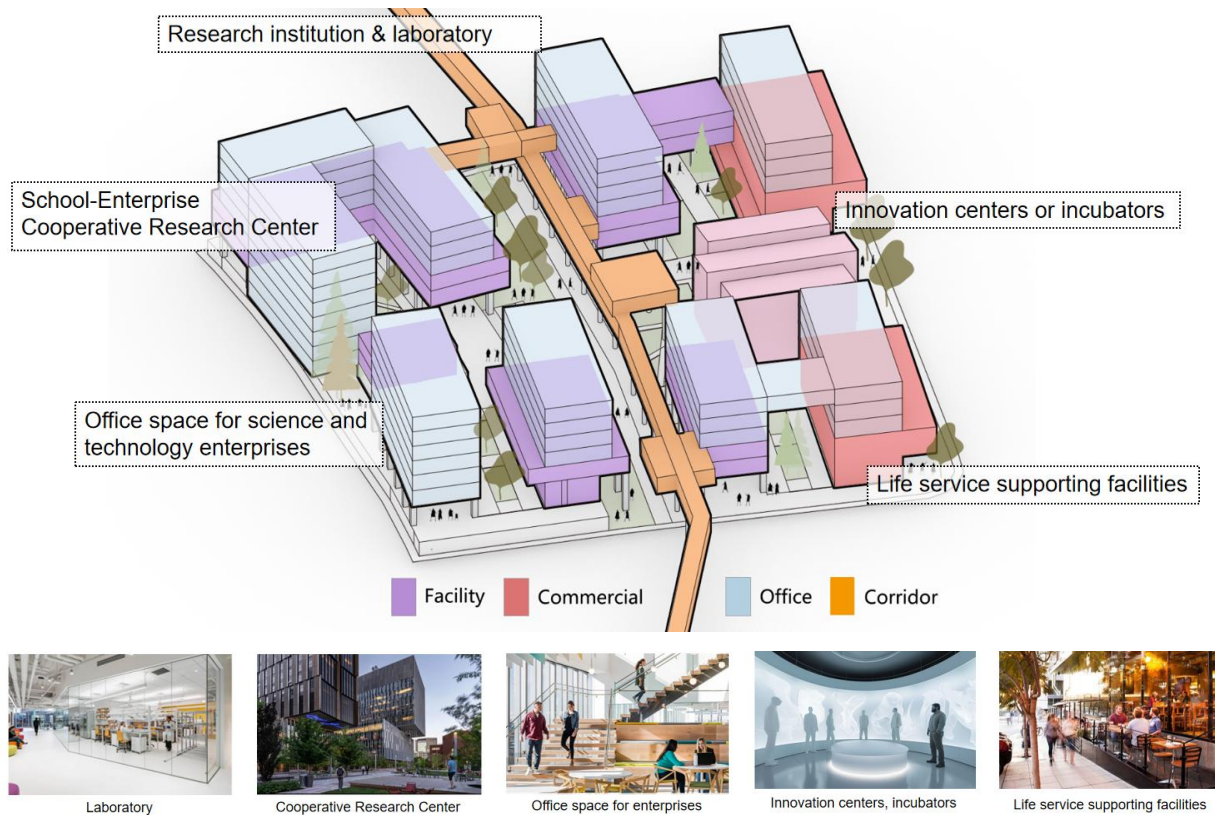 Research institution & laboratory
School-Enterprise
Cooperative Research Center
Innovation centers or incubators
Office space for science and
technology enterprises
Life service supporting facilities
Facility
Commercial
Office
Corridor
Laboratory
Cooperative Research Center
Office space for enterprises
Innovation centers, incubators
Life service supporting facilities